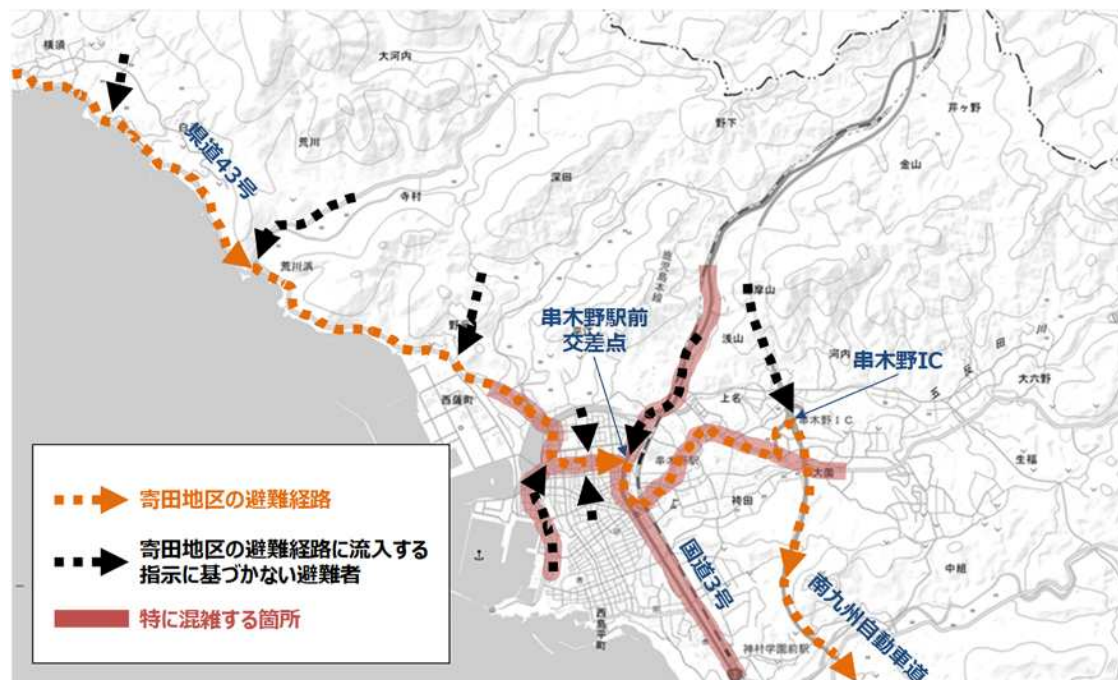 横須
大河内
芹ヶ野
野下
金山
荒川
県道43号
深田
寺村
鹿児島本線
荒川浜
浅山
河内
串木野駅前
交差点
串木野IC
大六野
上名
西薩町
串木野IC
串木野駅
生福
袴田
寄田地区の避難経路
寄田地区の避難経路に流入する
指示に基づかない避難者
特に混雑する箇所
国道3号
中組
西島平町
神村学園前駅
南九州自動車道